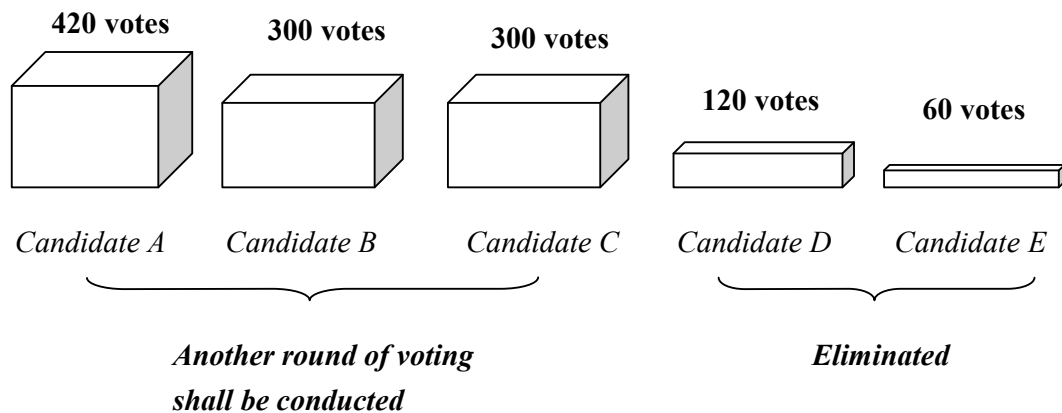 420 votes
300 votes
300 votes
120 votes
60 votes
Candidate A
Candidate B
Candidate C
Candidate D
Candidate E
Another round of voting
shall be conducted
Eliminated